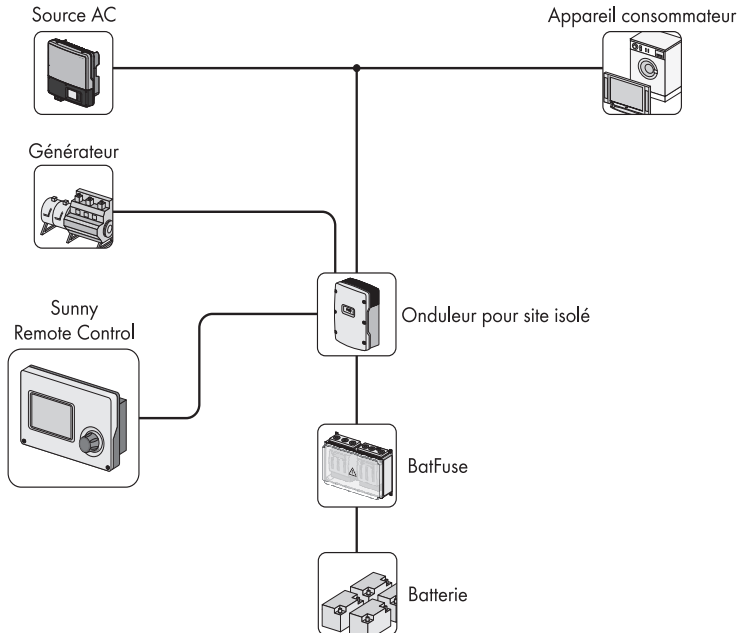 Source AC
Appareil consommateur
Générateur
Sunny
Remote Control
Onduleur pour site isolé
BatFuse
Batterie